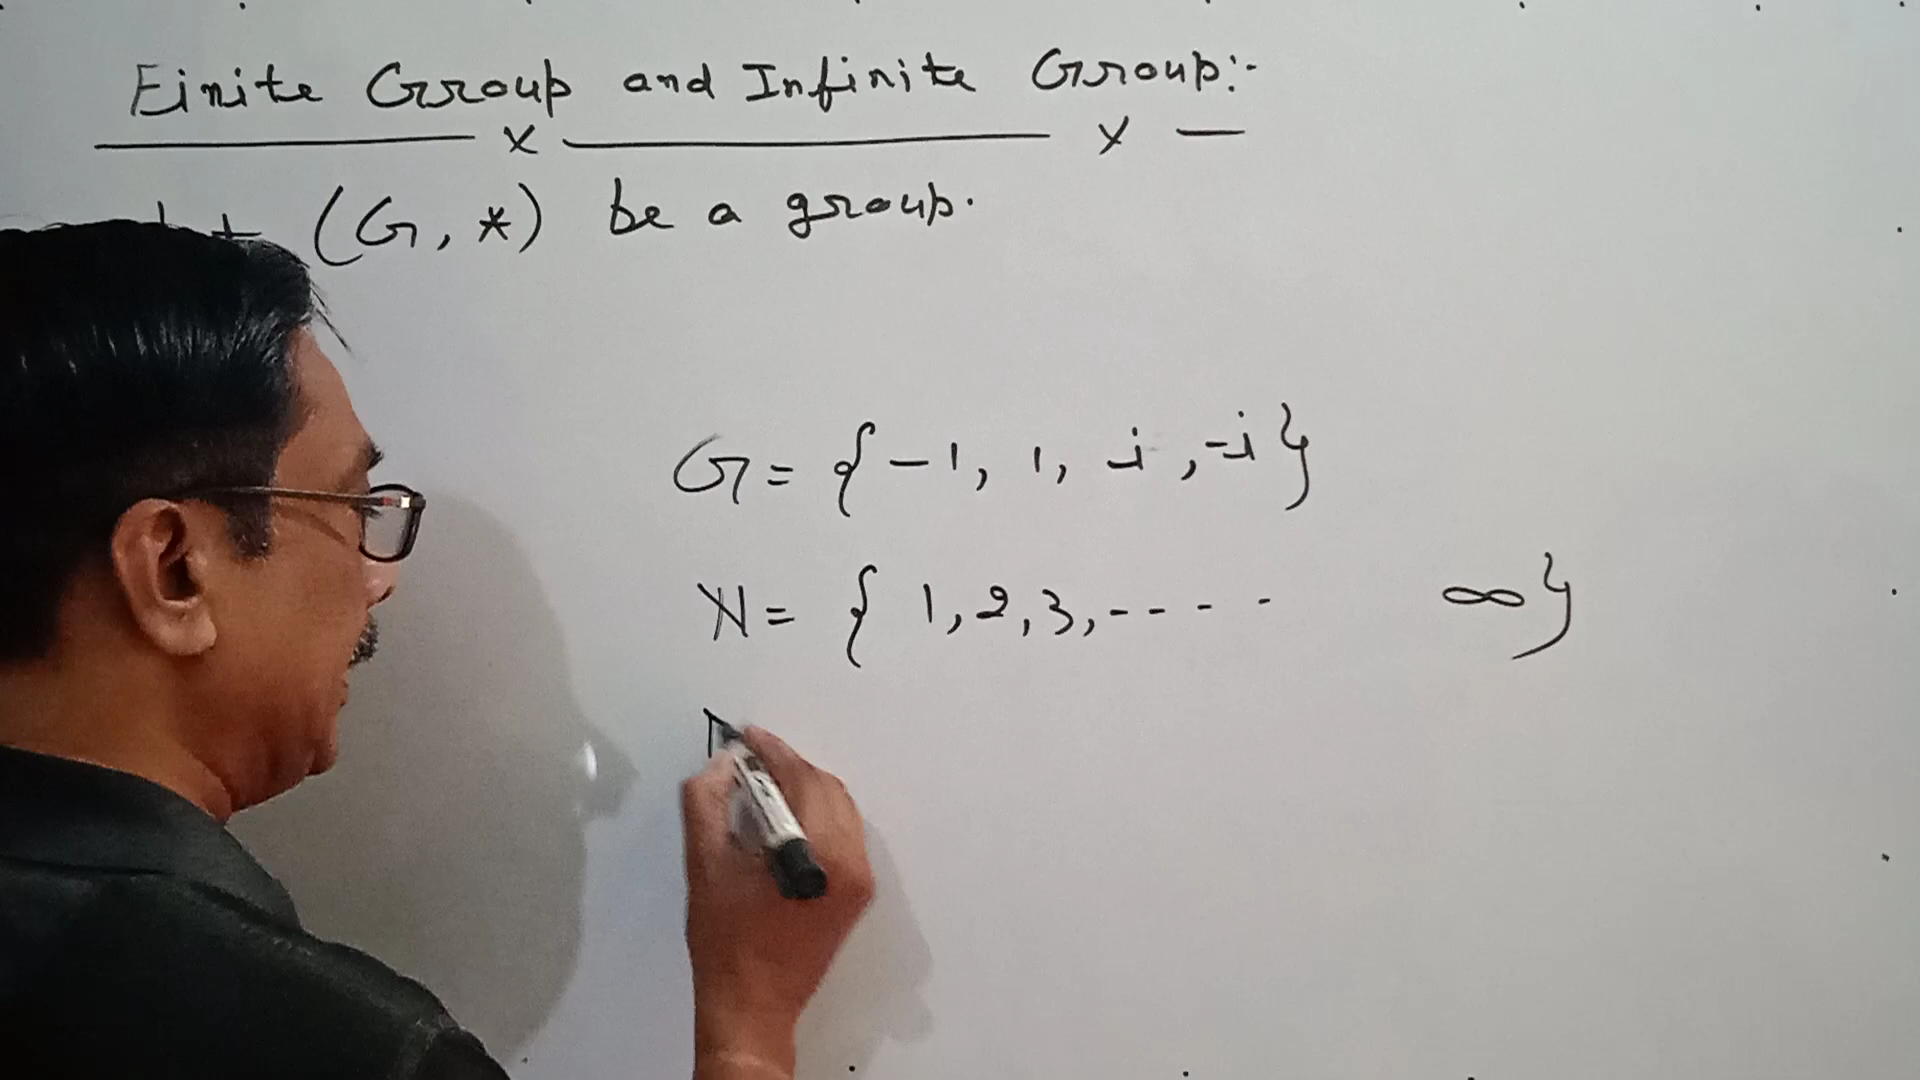 Finite Group and Infinite Group:-
(G, *) be a group.
G = {-1, 1, i, -i}
N = {1, 2, 3, ---- ∞}